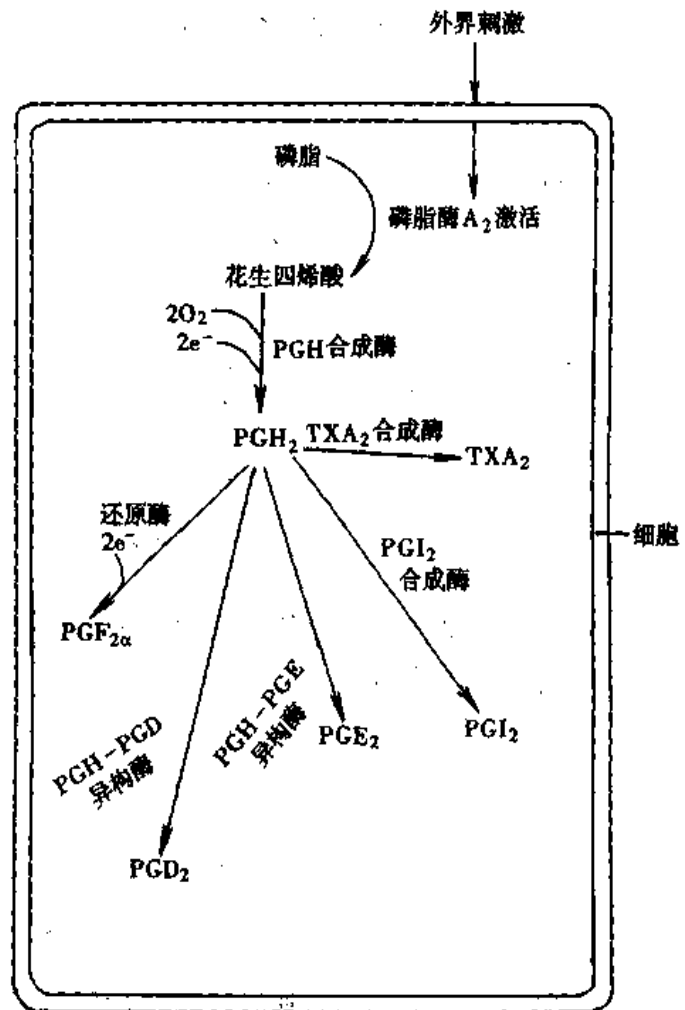 外界刺激
磷脂
磷脂酶A₂激活
花生四烯酸
2O₂
2e⁻
PGH合成酶
PGH₂
TXA₂合成酶
TXA₂
还原酶
2e⁻
PGI₂
合成酶
细胞
PGF₂α
PGH-PGD
异构酶
PGH-PGE
异构酶
PGE₂
PGI₂
PGD₂